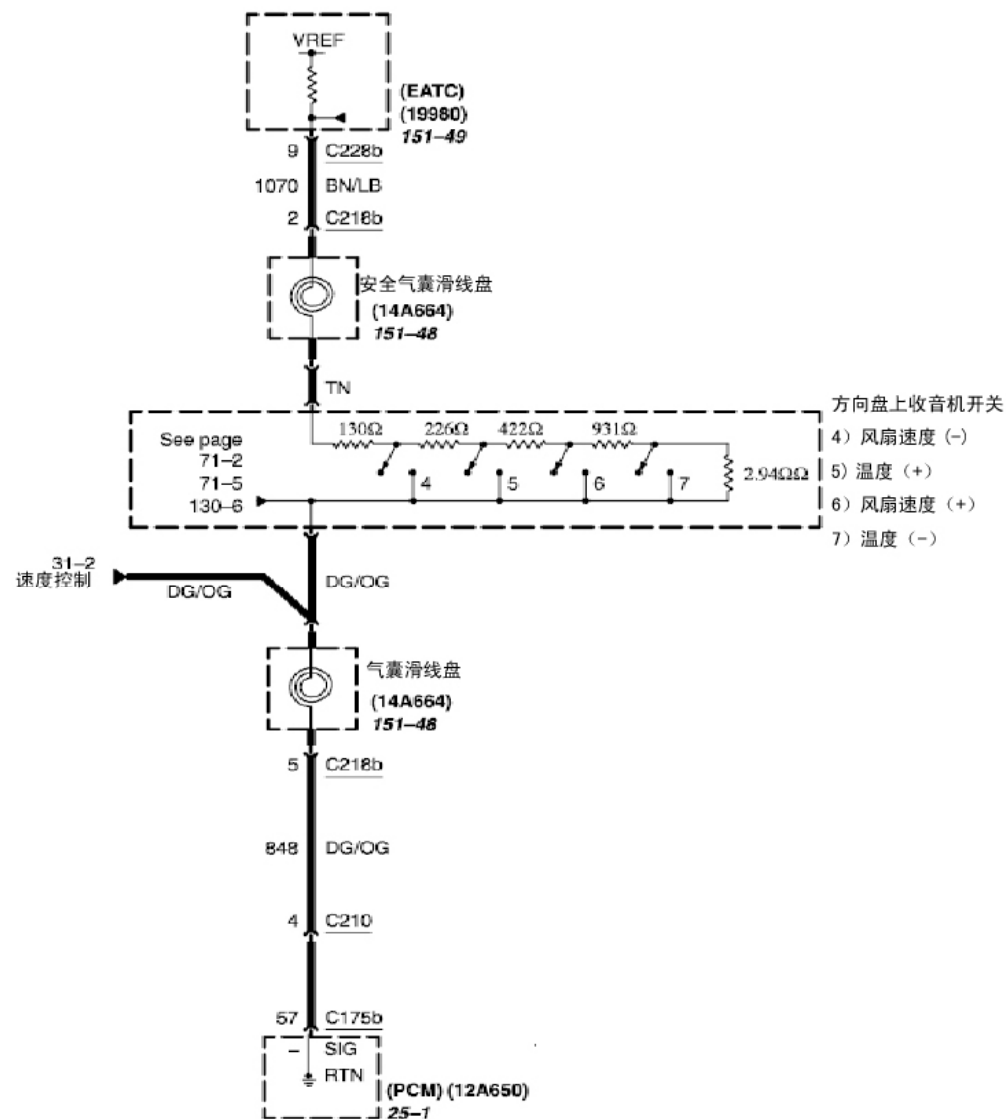 VREF
(EATC)
(19980)
151–49
9 C228b
1070 BN/LB
2 C218b
安全气囊滑线盘
(14A664)
151–48
TN
方向盘上收音机开关
4）风扇速度 (-)
5) 温度（+）
6）风扇速度（+）
7）温度（-）
See page
71–2
71–5
130–6
130Ω 226Ω 422Ω 931Ω
2.94ΩΩ
4 5 6 7
31–2
速度控制
DG/OG
DG/OG
气囊滑线盘
(14A664)
151–48
5 C218b
848 DG/OG
4 C210
57 C175b
– SIG
RTN
(PCM) (12A650)
25–1